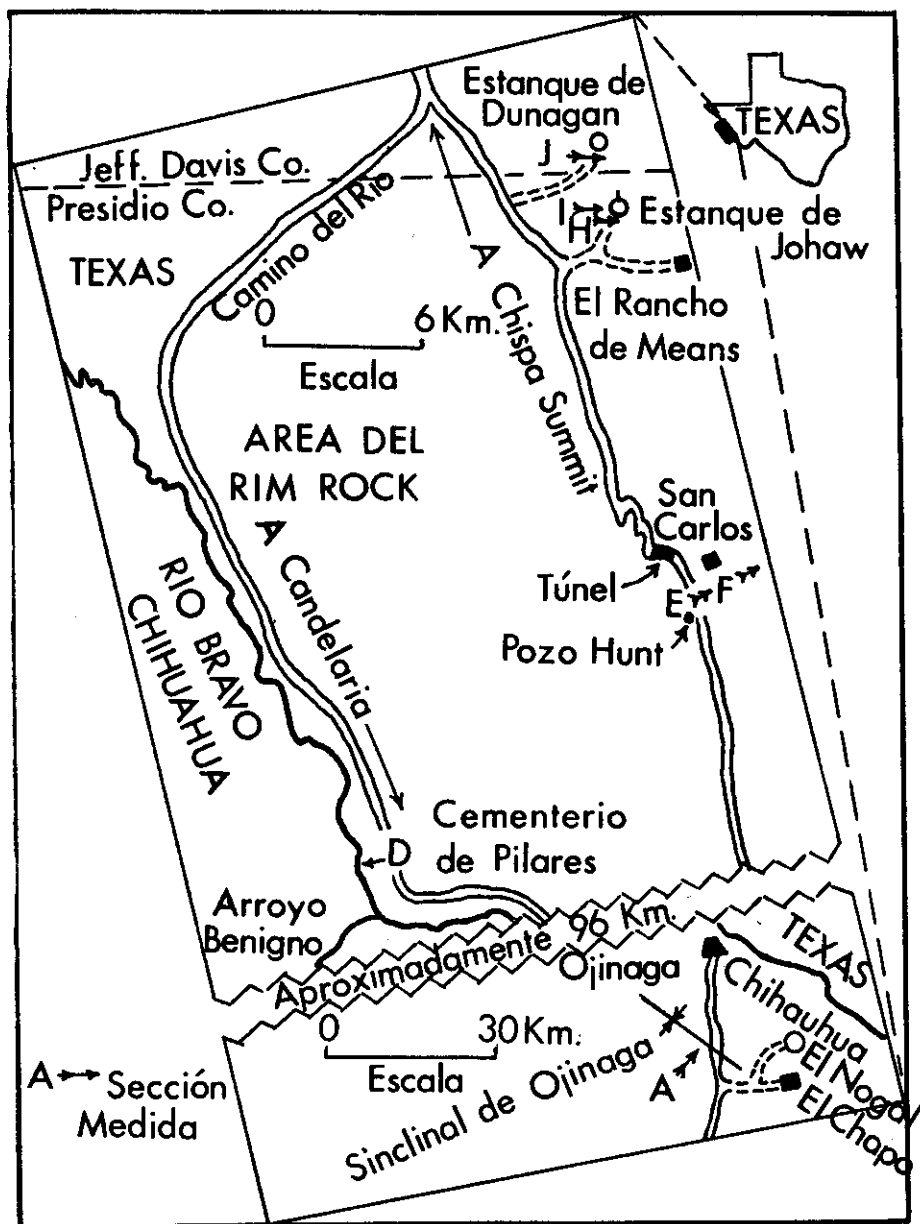 Estanque de
Dunagan
TEXAS
J
Jeff. Davis Co.
Presidio Co.
I
H
Estanque de
Johaw
TEXAS
Camino del Rio
A Chispa Summit
El Rancho
de Means
0 6 Km.
Escala
AREA DEL
RIM ROCK
San
Carlos
Túnel
E F
Pozo Hunt
A Candelaria
RIO BRAVO
CHIHUAHUA
Cementerio
de Pilares
D
Arroyo
Benigno
Aproximadamente 96 Km.
TEXAS
Ojinaga
Chihauhua
0 30 Km.
Escala
A
El Nogal
El Chapo
Sinclinal de Ojinaga
A Sección
Medida